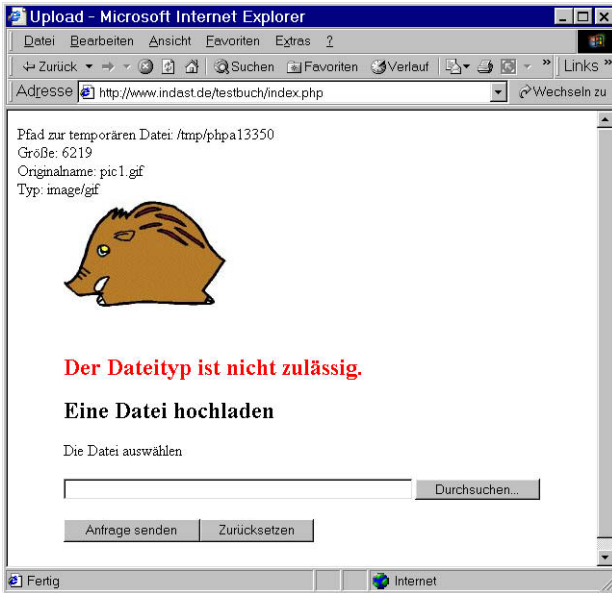 Upload - Microsoft Internet Explorer
Datei Bearbeiten Ansicht Favoriten Extras ?
Zurück Suchen Favoriten Verlauf » Links »
Adresse http://www.indast.de/testbuch/index.php Wechseln zu
Pfad zur temporären Datei: /tmp/phpa13350
Größe: 6219
Originalname: pic1.gif
Typ: image/gif
Der Dateityp ist nicht zulässig.
Eine Datei hochladen
Die Datei auswählen
Durchsuchen...
Anfrage senden Zurücksetzen
Fertig Internet